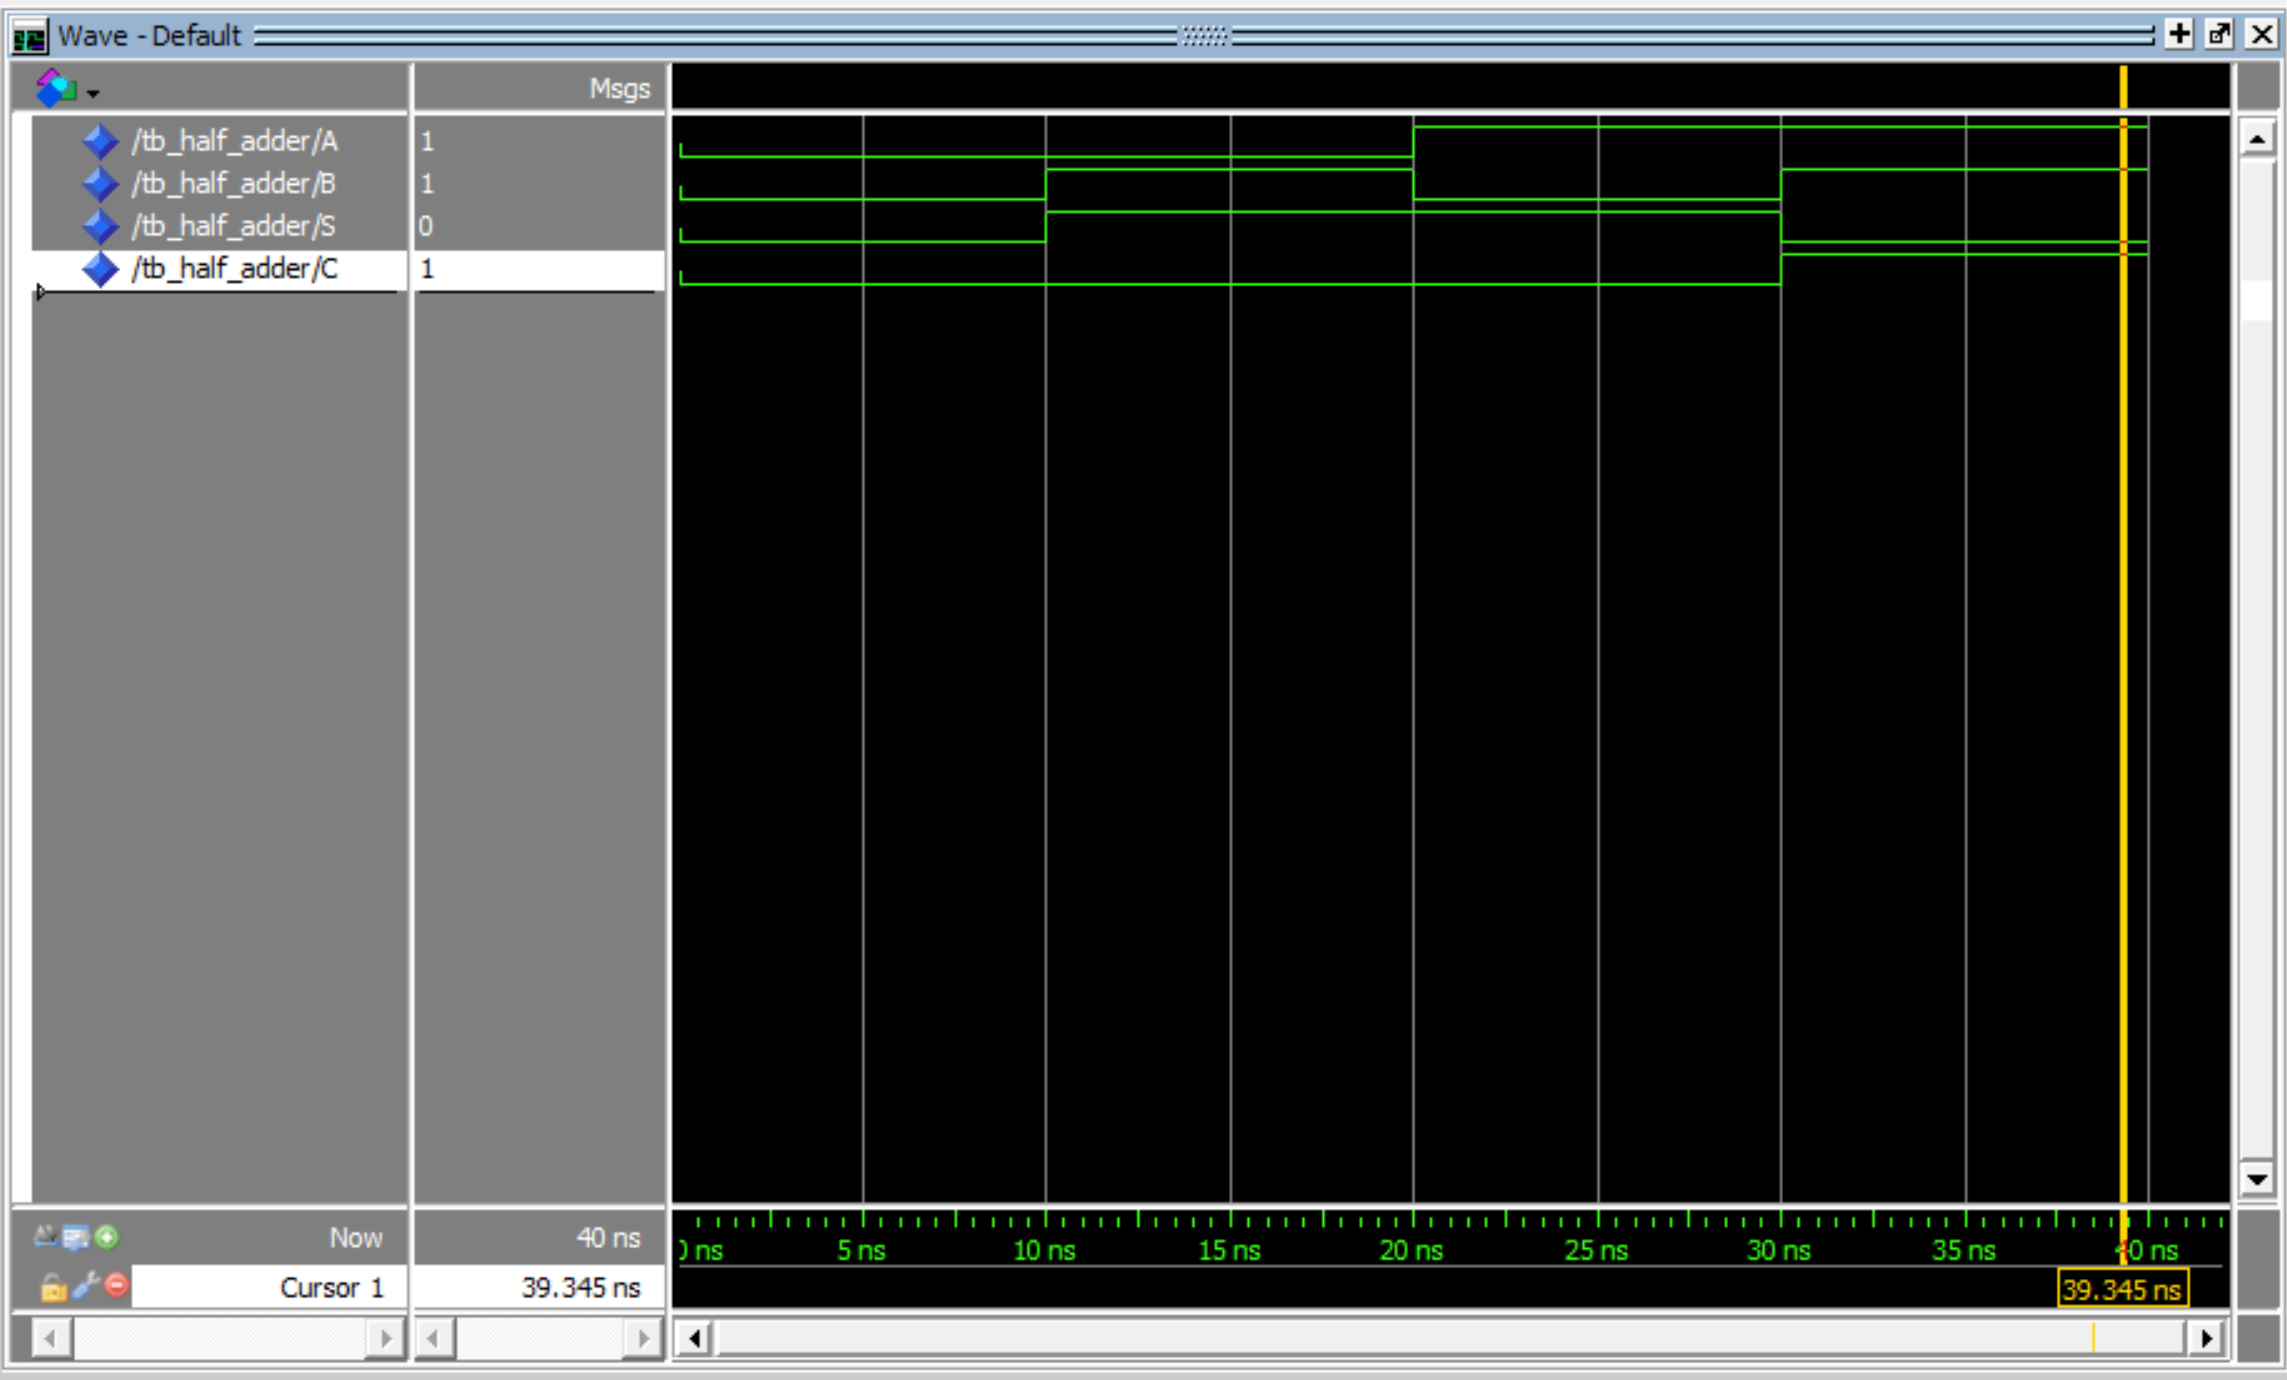 Wave - Default
Msgs
/tb_half_adder/A 1
/tb_half_adder/B 1
/tb_half_adder/S 0
/tb_half_adder/C 1
Now 40 ns
0 ns 5 ns 10 ns 15 ns 20 ns 25 ns 30 ns 35 ns 40 ns
Cursor 1 39.345 ns 39.345 ns